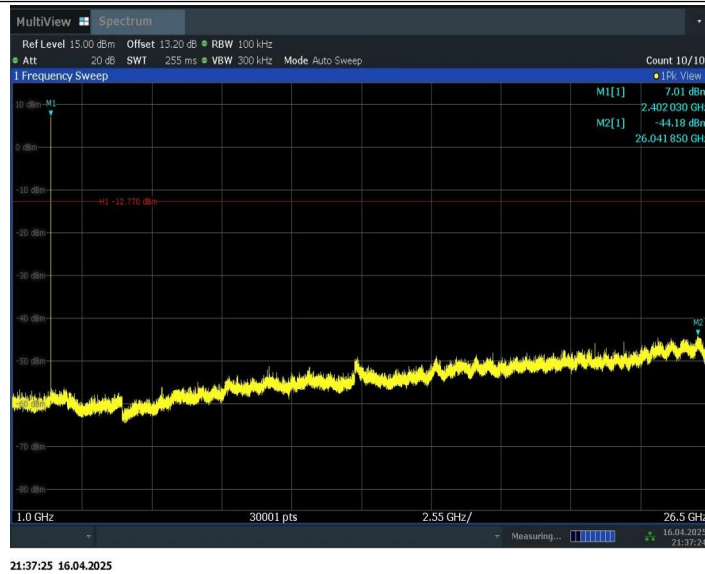 MultiView Spectrum
Ref Level 15.00 dBm Offset 13.20 dB RBW 100 kHz
Att 20 dB SWT 255 ms VBW 300 kHz Mode Auto Sweep Count 10/10
1 Frequency Sweep 1Pk View
M1[1] 7.01 dBm
2.402 030 GHz
M2[1] -44.18 dBm
26.041 850 GHz
10 dBm M1
0 dBm
-10 dBm
H1 -12.770 dBm
-30 dBm
-40 dBm
M2
-50 dBm
-60 dBm
-70 dBm
-80 dBm
1.0 GHz 30001 pts 2.55 GHz/ 26.5 GHz
Measuring... 16.04.2025
21:37:24
21:37:25 16.04.2025